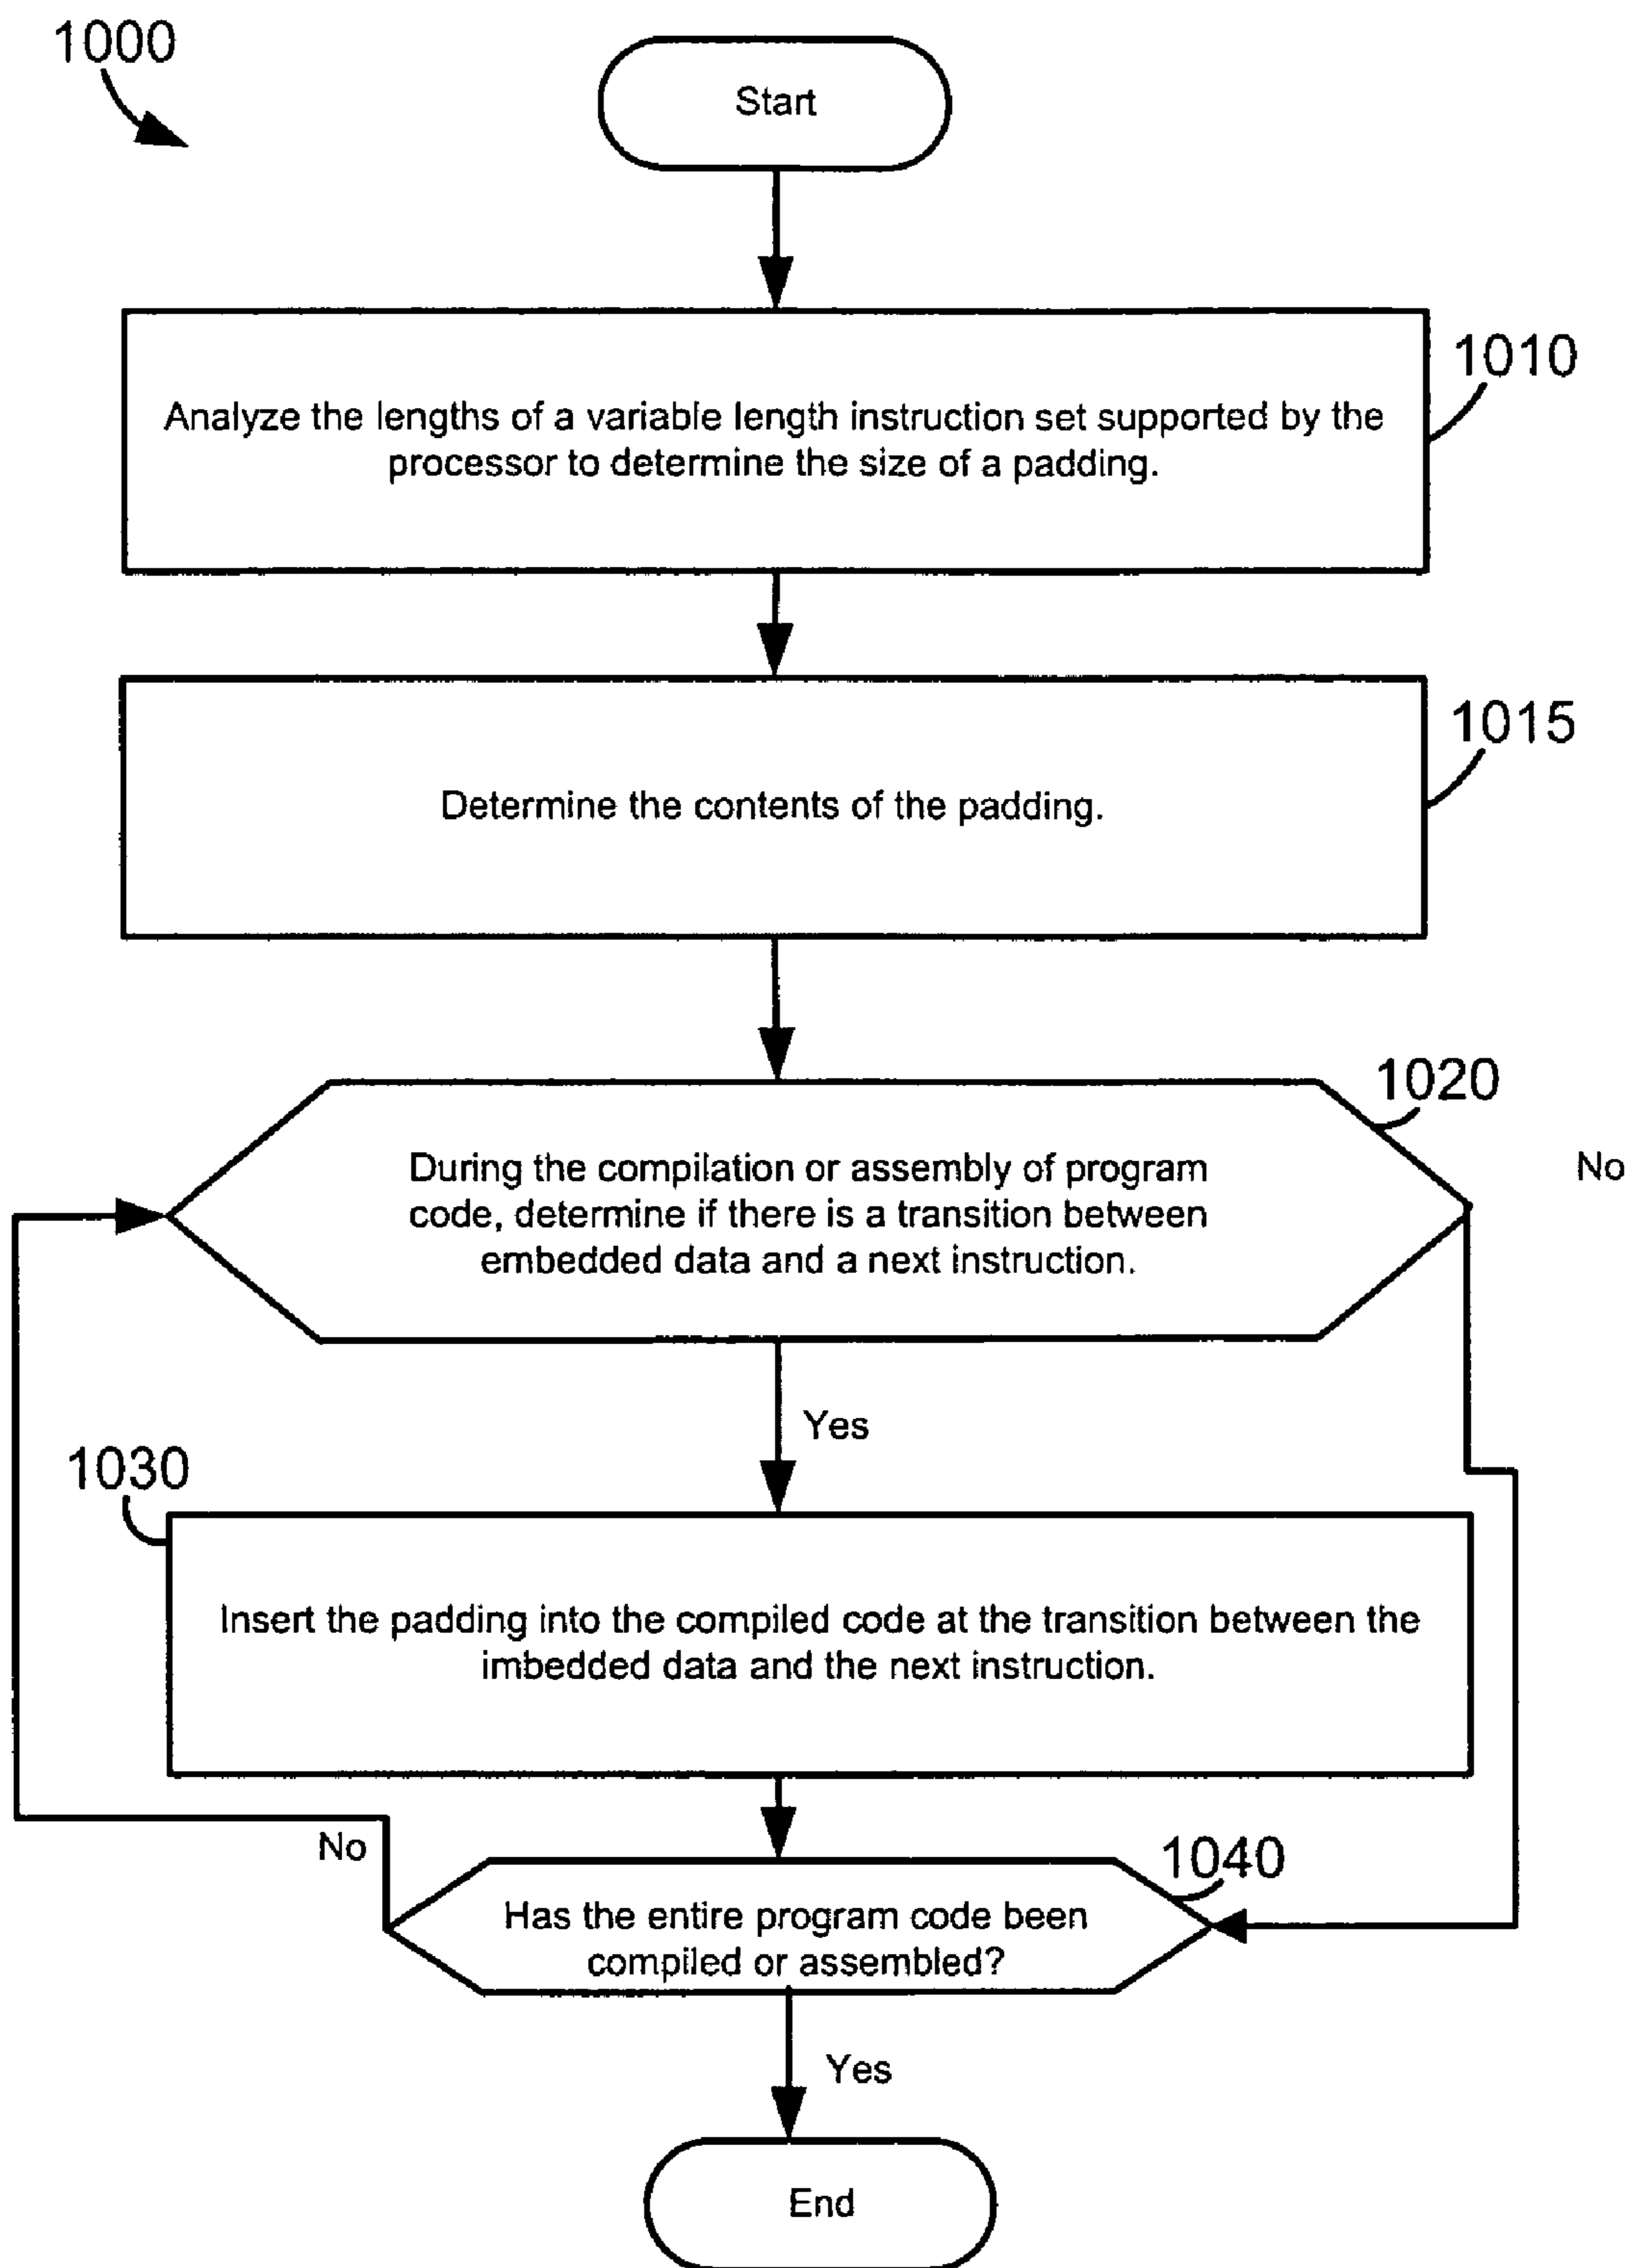 1000
Start
1010
Analyze the lengths of a variable length instruction set supported by the
processor to determine the size of a padding.
1015
Determine the contents of the padding.
1020
During the compilation or assembly of program
code, determine if there is a transition between
embedded data and a next instruction.
No
Yes
1030
Insert the padding into the compiled code at the transition between the
imbedded data and the next instruction.
No
1040
Has the entire program code been
compiled or assembled?
Yes
End